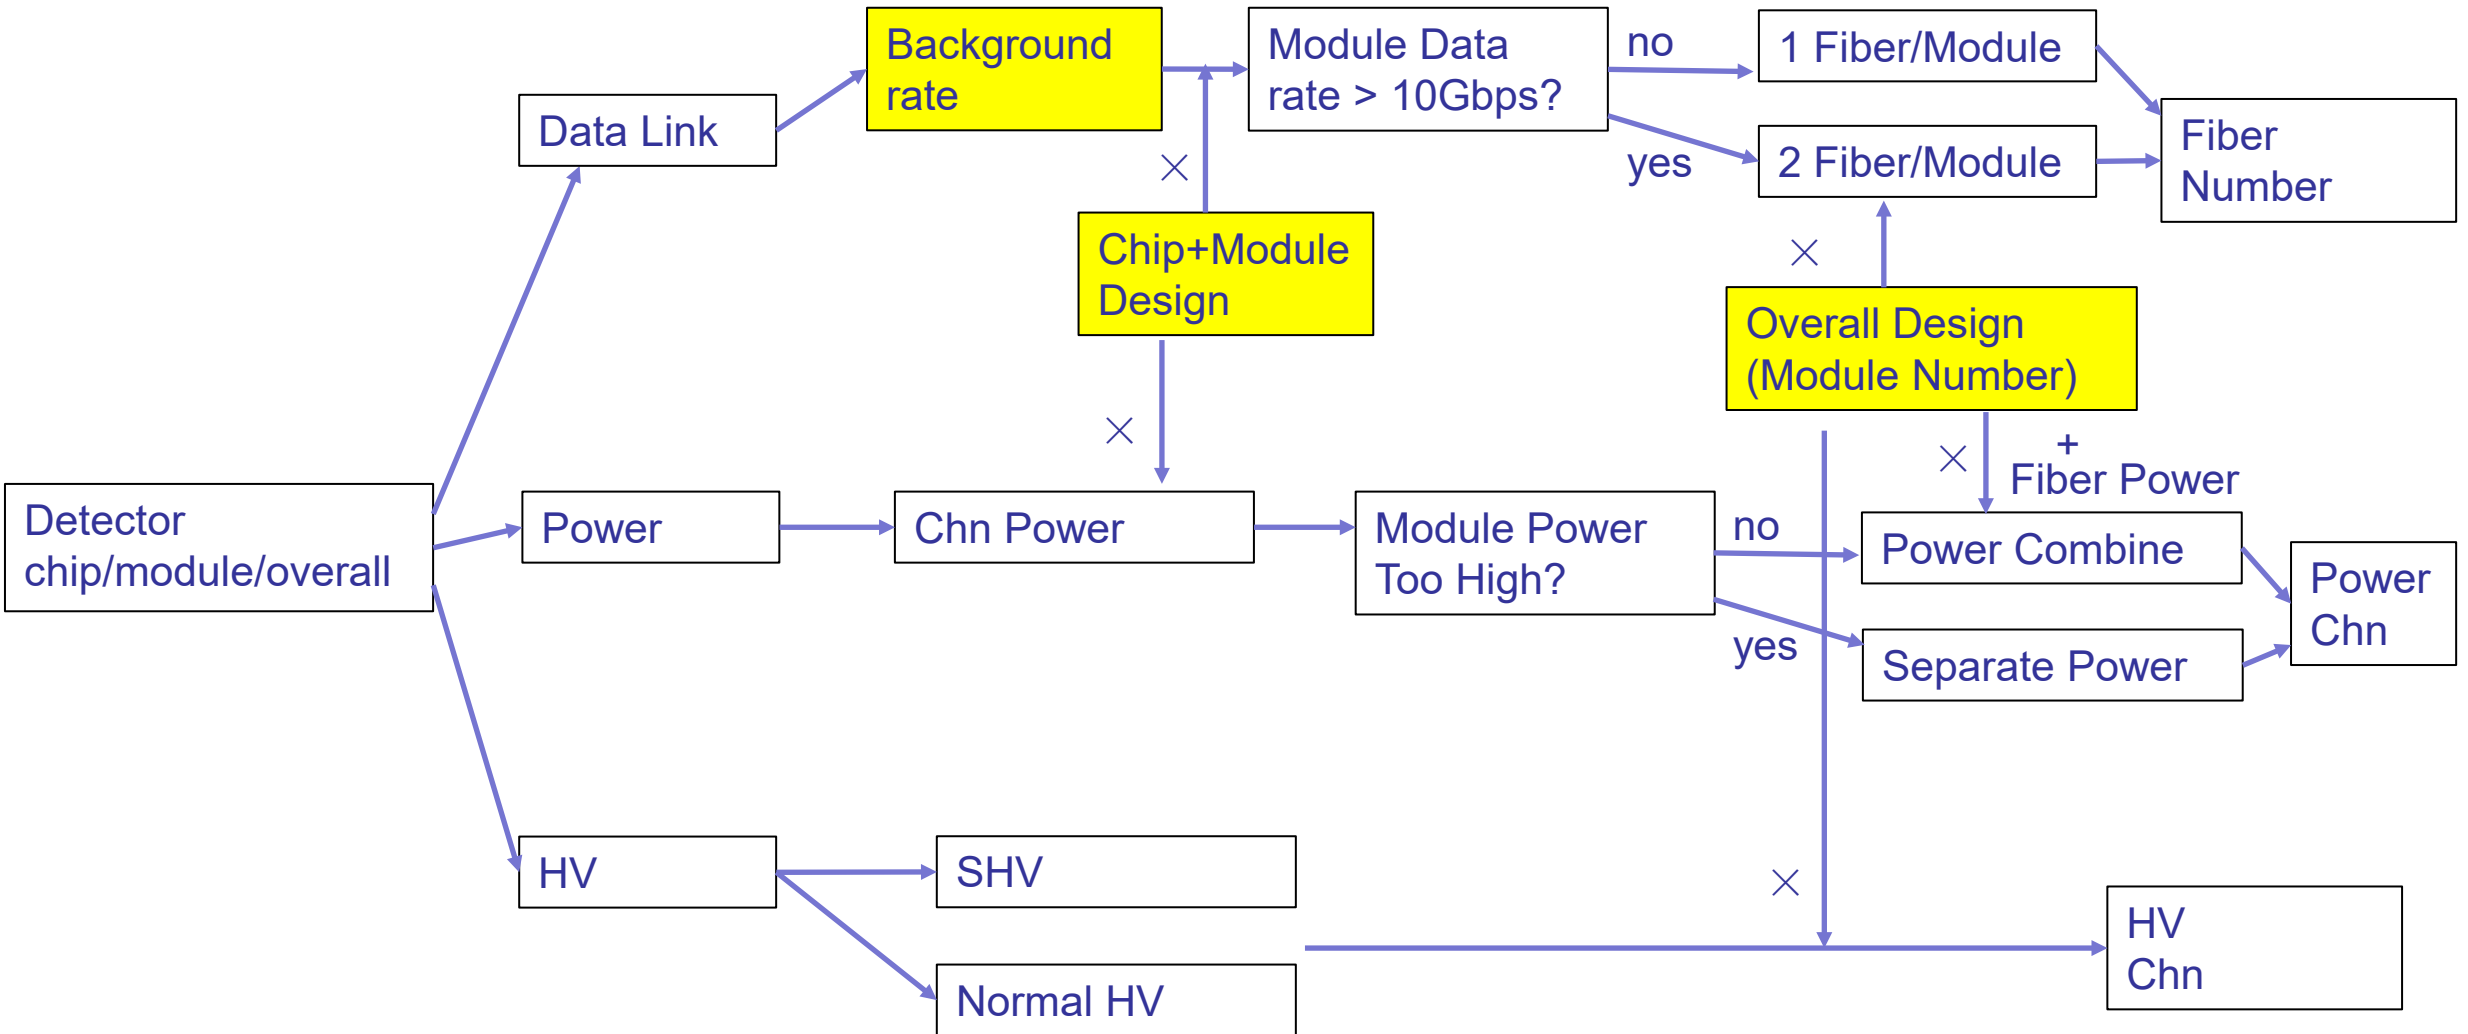 Background
rate
Module Data
rate > 10Gbps?
no
1 Fiber/Module
Data Link
×
yes
2 Fiber/Module
Fiber
Number
Chip+Module
Design
×
Overall Design
(Module Number)
×
×
+
Fiber Power
Detector
chip/module/overall
Power
Chn Power
Module Power
Too High?
no
Power Combine
yes
Separate Power
Power
Chn
HV
SHV
×
Normal HV
HV
Chn